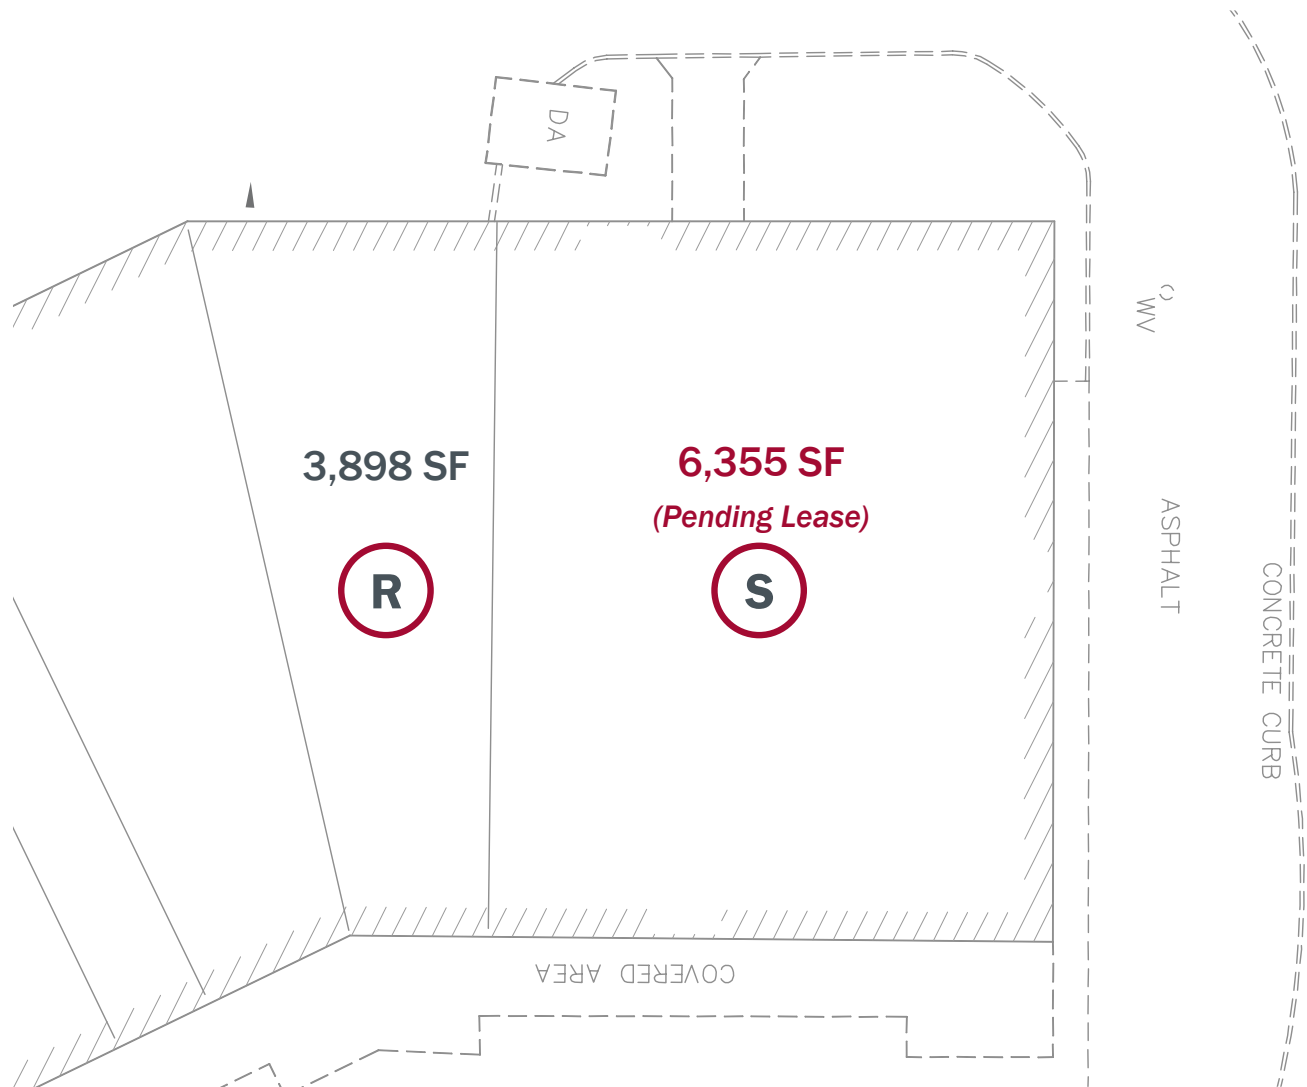 DA
WV
3,898 SF
6,355 SF
(Pending Lease)
R
S
ASPHALT
CONCRETE CURB
COVERED AREA